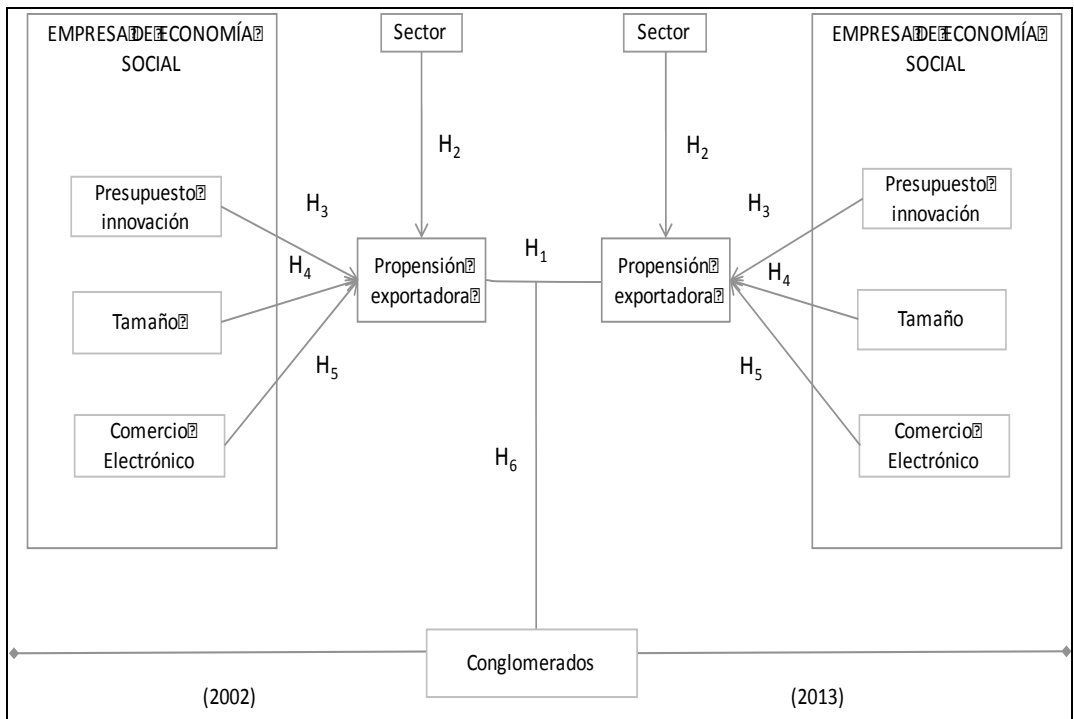 EMPRESA DE ECONOMÍA
SOCIAL
Sector
Sector
EMPRESA DE ECONOMÍA
SOCIAL
H₂
H₂
Presupuesto
innovación
H₃
H₃
Presupuesto
innovación
H₄
Propensión
exportadora
H₁
Propensión
exportadora
H₄
Tamaño
Tamaño
H₅
H₅
Comercio
Electrónico
H₆
Comercio
Electrónico
Conglomerados
(2002)
(2013)